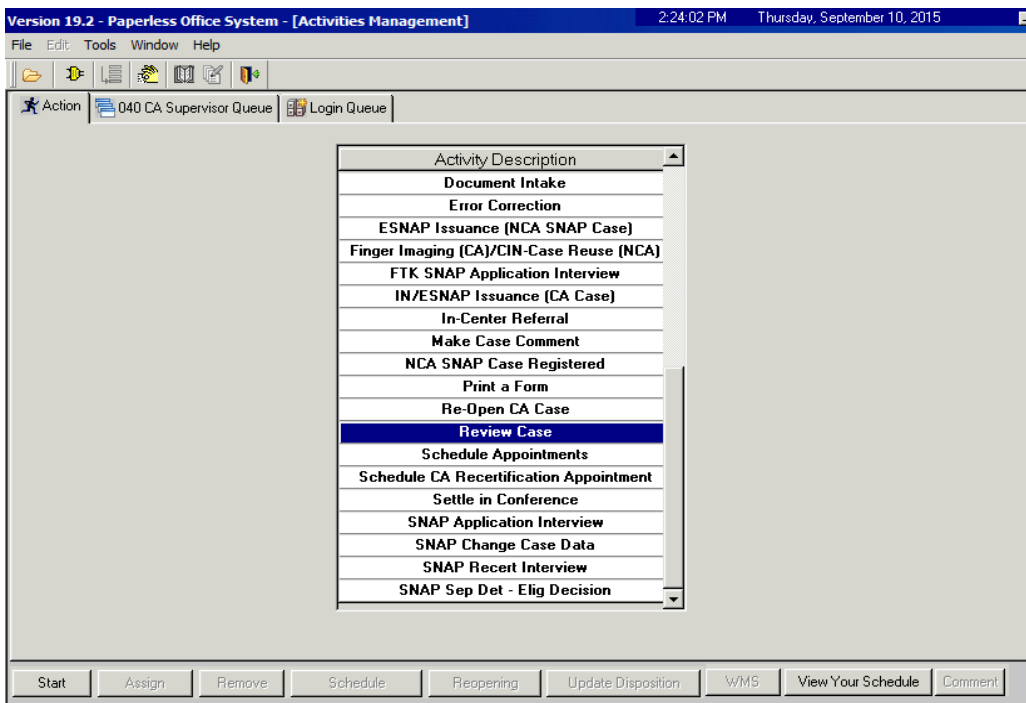 Version 19.2 - Paperless Office System - [Activities Management] 2:24:02 PM Thursday, September 10, 2015
File Edit Tools Window Help
Action 040 CA Supervisor Queue Login Queue
Activity Description
Document Intake
Error Correction
ESNAP Issuance (NCA SNAP Case)
Finger Imaging (CA)/CIN-Case Reuse (NCA)
FTK SNAP Application Interview
IN/ESNAP Issuance (CA Case)
In-Center Referral
Make Case Comment
NCA SNAP Case Registered
Print a Form
Re-Open CA Case
Review Case
Schedule Appointments
Schedule CA Recertification Appointment
Settle in Conference
SNAP Application Interview
SNAP Change Case Data
SNAP Recert Interview
SNAP Sep Det - Elig Decision
Start Assign Remove Schedule Reopening Update Disposition WMS View Your Schedule Comment